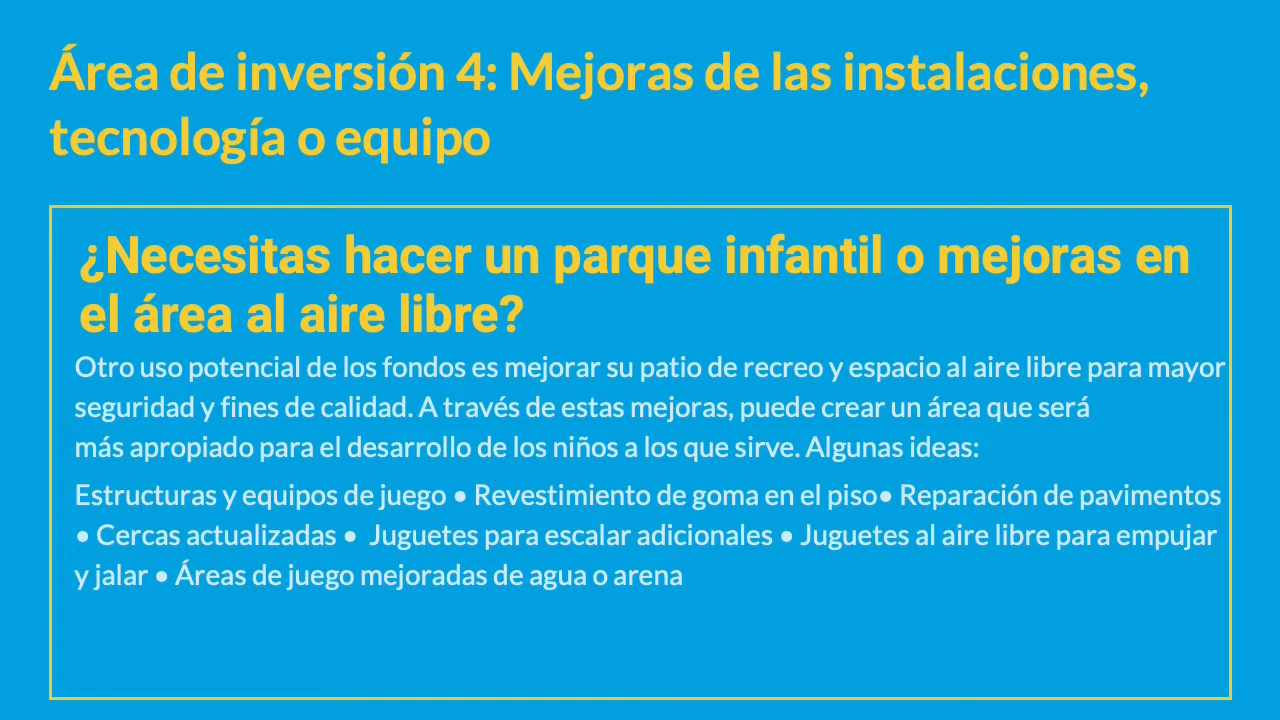 Área de inversión 4: Mejoras de las instalaciones,
tecnología o equipo
¿Necesitas hacer un parque infantil o mejoras en
el área al aire libre?
Otro uso potencial de los fondos es mejorar su patio de recreo y espacio al aire libre para mayor
seguridad y fines de calidad. A través de estas mejoras, puede crear un área que será
más apropiado para el desarrollo de los niños a los que sirve. Algunas ideas:
Estructuras y equipos de juego • Revestimiento de goma en el piso• Reparación de pavimentos
• Cercas actualizadas •  Juguetes para escalar adicionales • Juguetes al aire libre para empujar
y jalar • Áreas de juego mejoradas de agua o arena